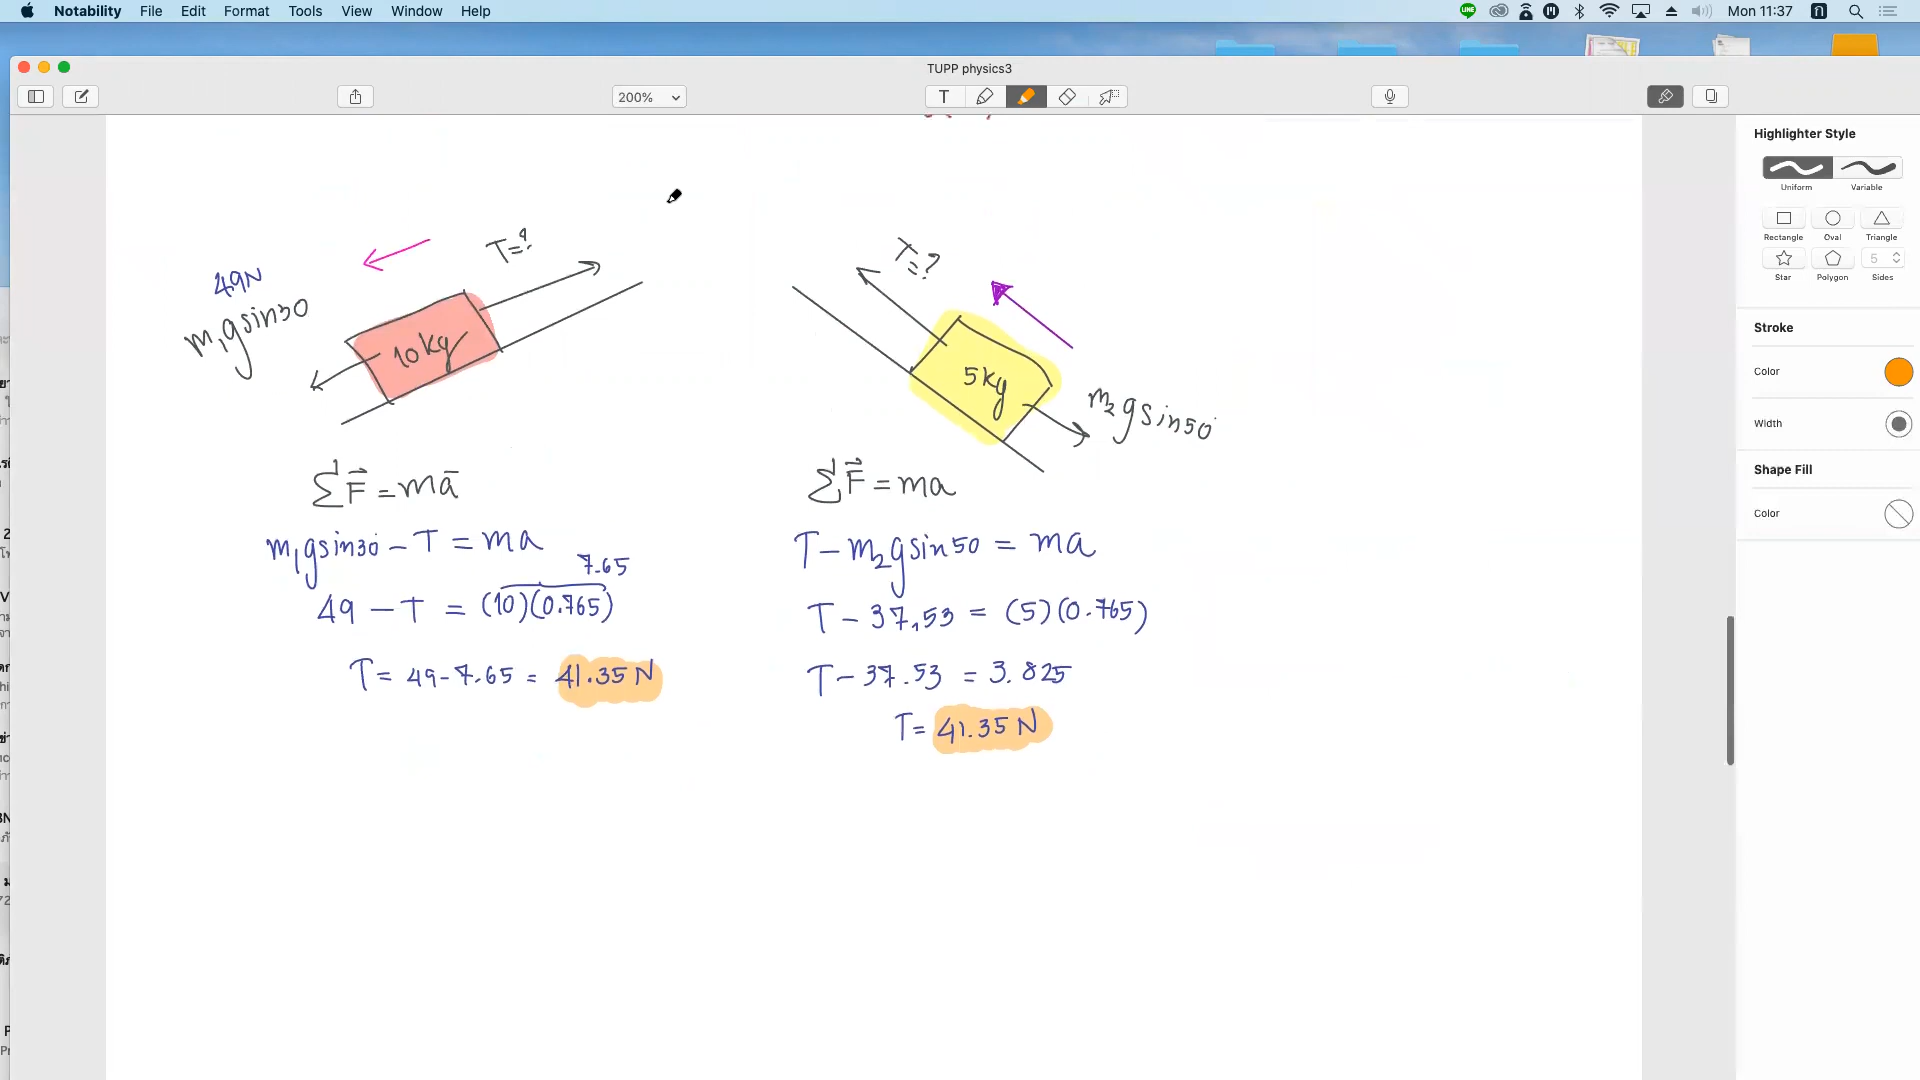 Notability File Edit Format Tools View Window Help
Mon 11:37
TUPP physics3
200%
T
Highlighter Style
Uniform Variable
Rectangle Oval Triangle
5
Star Polygon Sides
Stroke
Color
Width
Shape Fill
Color
49N
m₁gsin30
T=?
10kg
T=?
5kg
m₂gsin50
∑F⃗=mā
m₁gsin30 - T = ma
7.65
49 - T = (10)(0.765)
T= 49-7.65 = 41.35 N
∑F⃗=ma
T-m₂gsin50 = ma
T-37.53 = (5)(0.765)
T-37.53 = 3.825
T= 41.35 N